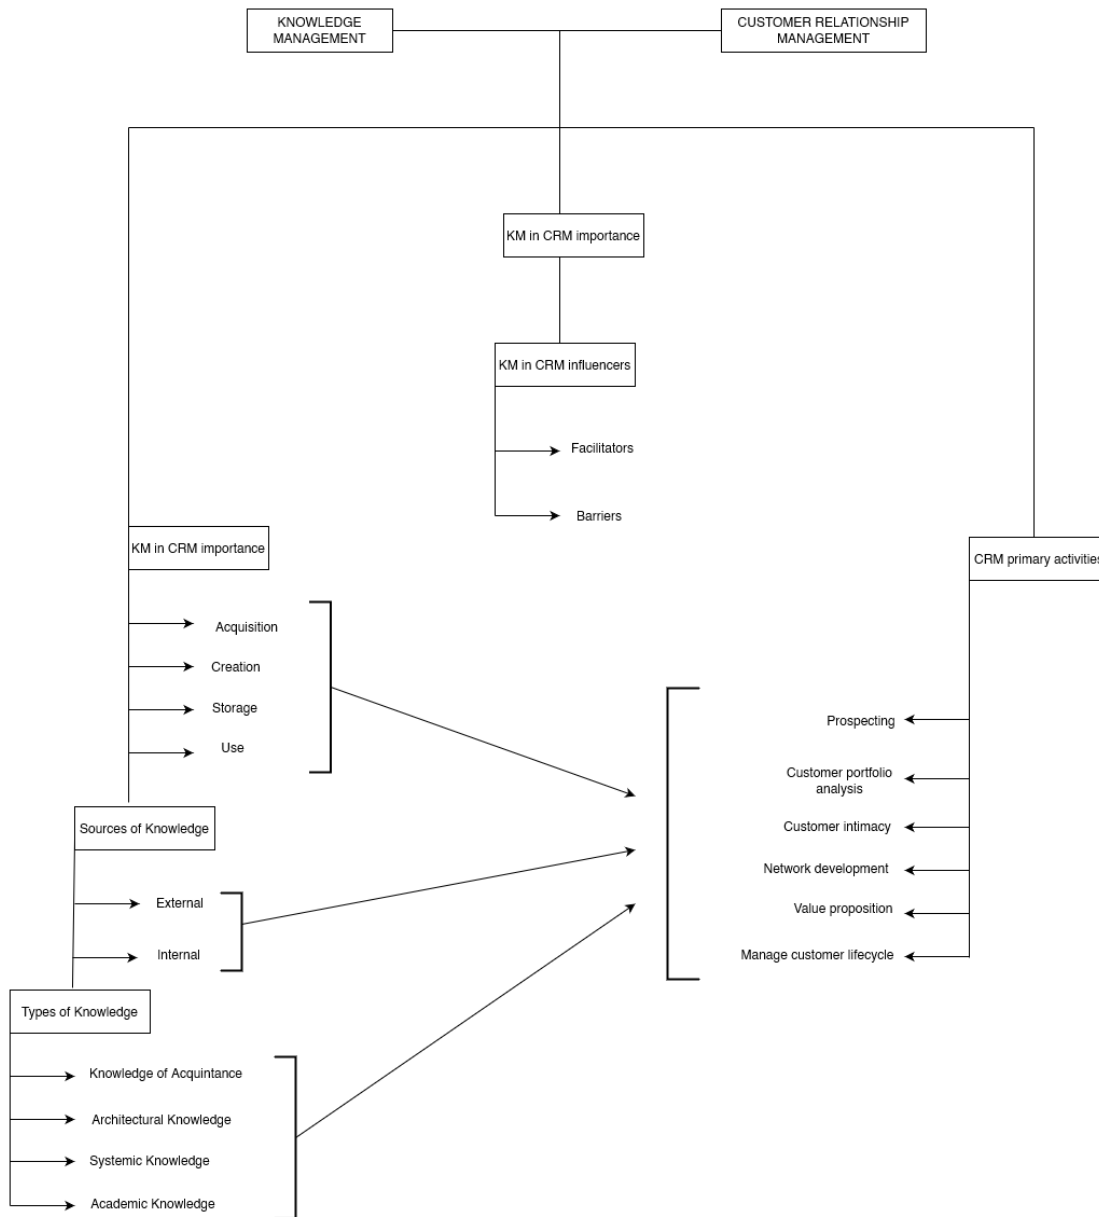 KNOWLEDGE
MANAGEMENT
CUSTOMER RELATIONSHIP
MANAGEMENT
KM in CRM importance
KM in CRM influencers
Facilitators
Barriers
KM in CRM importance
Acquisition
Creation
Storage
Use
Sources of Knowledge
External
Internal
Types of Knowledge
Knowledge of Acquintance
Architectural Knowledge
Systemic Knowledge
Academic Knowledge
CRM primary activities
Prospecting
Customer portfolio
analysis
Customer intimacy
Network development
Value proposition
Manage customer lifecycle